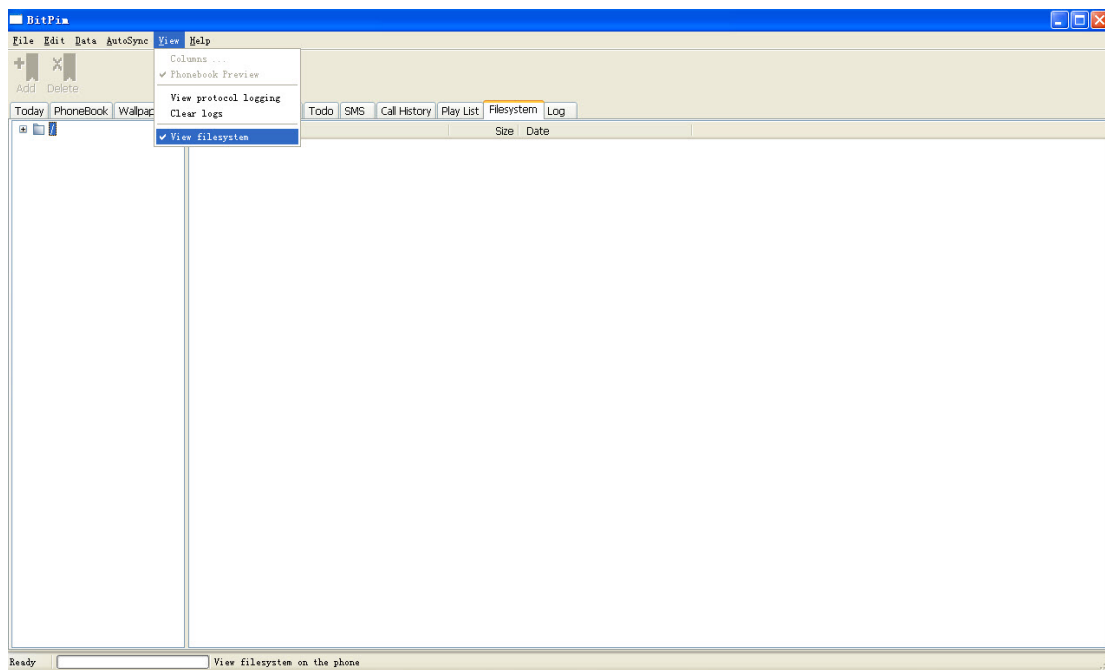 BitPim
File Edit Data AutoSync View Help
Columns ...
Phonebook Preview
View protocol logging
Clear logs
View filesystem
Add Delete
Today PhoneBook Wallpap Todo SMS Call History Play List Filesystem Log
/ Size Date
Ready View filesystem on the phone